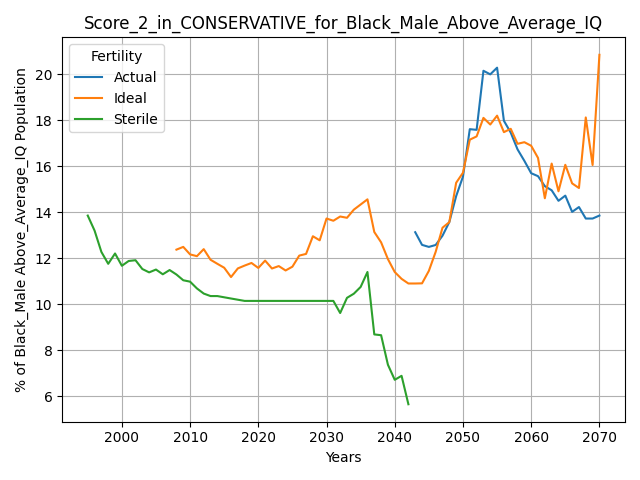 Score_2_in_CONSERVATIVE_for_Black_Male_Above_Average_IQ
Fertility
Actual
Ideal
Sterile
% of Black_Male Above_Average_IQ Population
20
18
16
14
12
10
8
6
2000
2010
2020
2030
2040
2050
2060
2070
Years